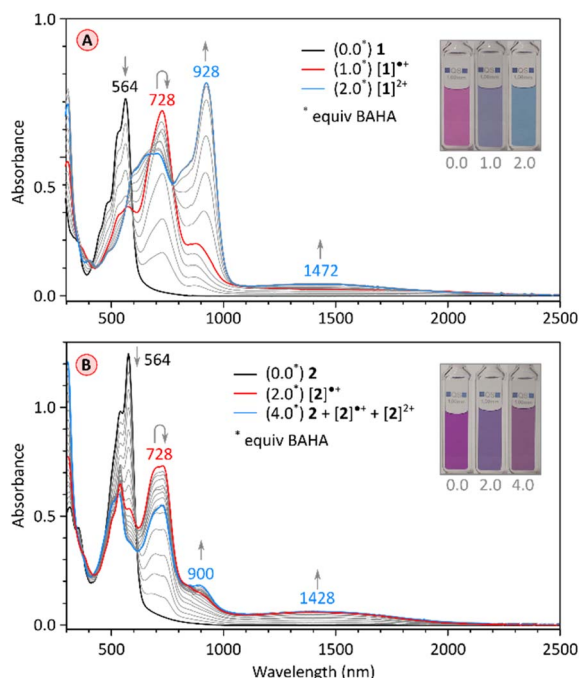 A
1.0
0.5
0.0
Absorbance
564
728
928
1472
(0.0*) 1
(1.0*) [1]•+
(2.0*) [1]2+
* equiv BAHA
0.0 1.0 2.0
500 1000 1500 2000 2500
B
1.0
0.5
0.0
Absorbance
564
728
900
1428
(0.0*) 2
(2.0*) [2]•+
(4.0*) 2 + [2]•+ + [2]2+
* equiv BAHA
0.0 2.0 4.0
500 1000 1500 2000 2500
Wavelength (nm)